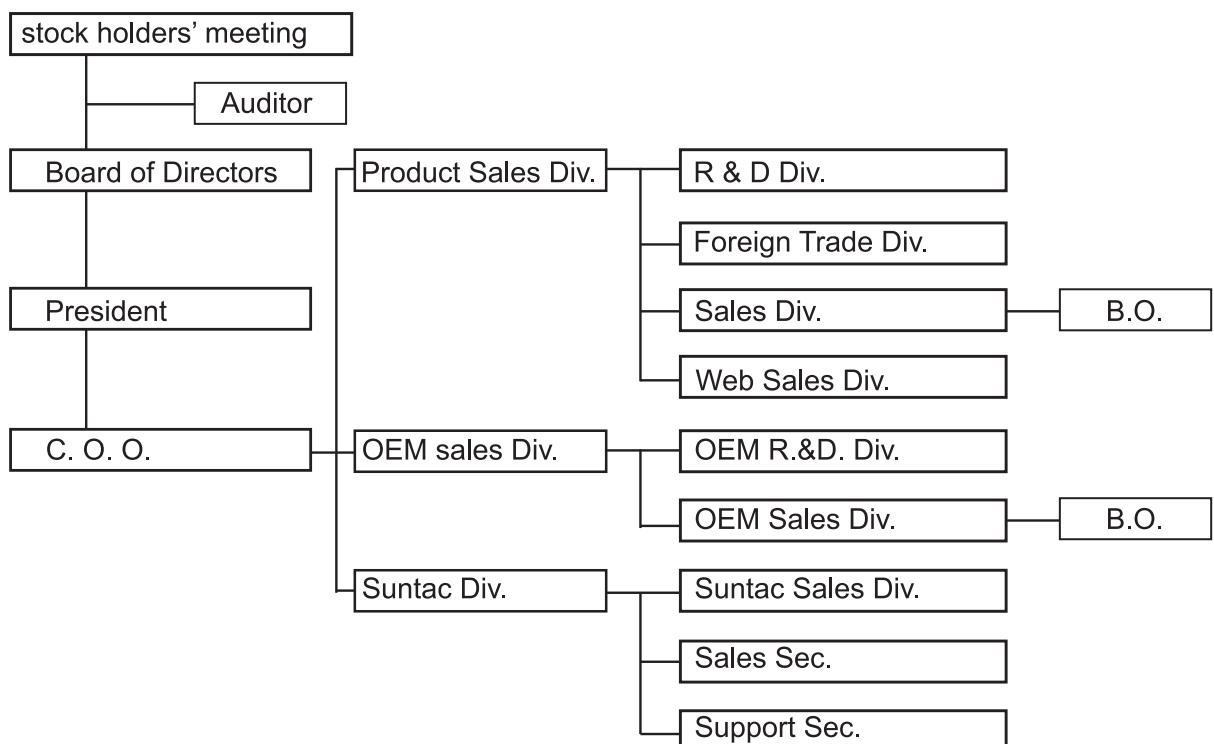 stock holders’ meeting
Auditor
Board of Directors
President
C. O. O.
Product Sales Div.
R & D Div.
Foreign Trade Div.
Sales Div.
B.O.
Web Sales Div.
OEM sales Div.
OEM R.&D. Div.
OEM Sales Div.
B.O.
Suntac Div.
Suntac Sales Div.
Sales Sec.
Support Sec.